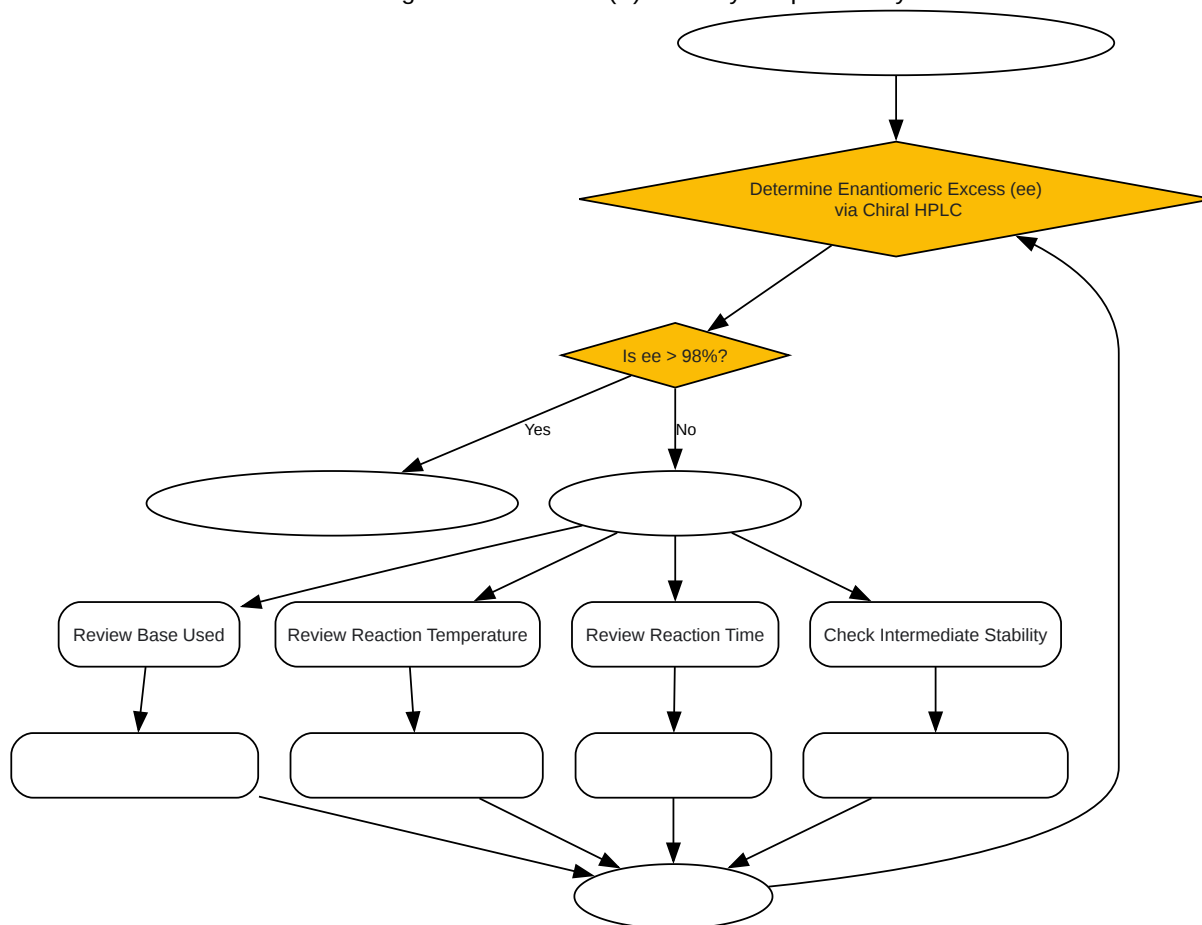 Determine Enantiomeric Excess (ee)
via Chiral HPLC
Is ee > 98%?
Yes
No
Review Base Used
Review Reaction Temperature
Review Reaction Time
Check Intermediate Stability